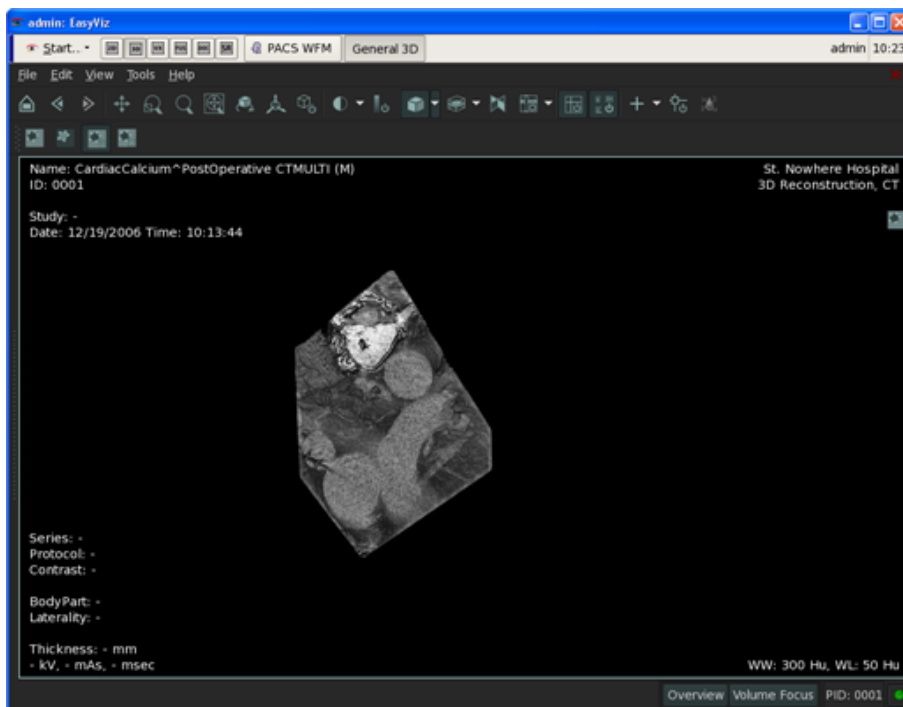 admin: EasyViz
Start..
PACS WFM
General 3D
admin 10:23
File Edit View Tools Help
Name: CardiacCalcium^PostOperative CTMULTI (M)
ID: 0001
St. Nowhere Hospital
3D Reconstruction, CT
Study: -
Date: 12/19/2006 Time: 10:13:44
Series: -
Protocol: -
Contrast: -
BodyPart: -
Laterality: -
Thickness: - mm
- kV, - mAs, - msec
WW: 300 Hu, WL: 50 Hu
Overview Volume Focus PID: 0001